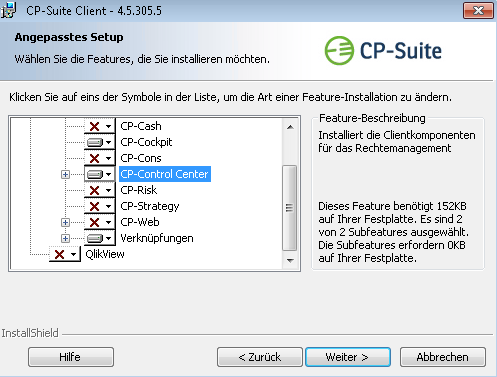 CP-Suite Client - 4.5.305.5
Angepasstes Setup
Wählen Sie die Features, die Sie installieren möchten.
CP-Suite
Klicken Sie auf eins der Symbole in der Liste, um die Art einer Feature-Installation zu ändern.
CP-Cash
CP-Cockpit
CP-Cons
CP-Control Center
CP-Risk
CP-Strategy
CP-Web
Verknüpfungen
QlikView
Feature-Beschreibung
Installiert die Clientkomponenten
für das Rechtemanagement
Dieses Feature benötigt 152KB
auf Ihrer Festplatte. Es sind 2
von 2 Subfeatures ausgewählt.
Die Subfeatures erfordern 0KB
auf Ihrer Festplatte.
InstallShield
Hilfe
< Zurück
Weiter >
Abbrechen